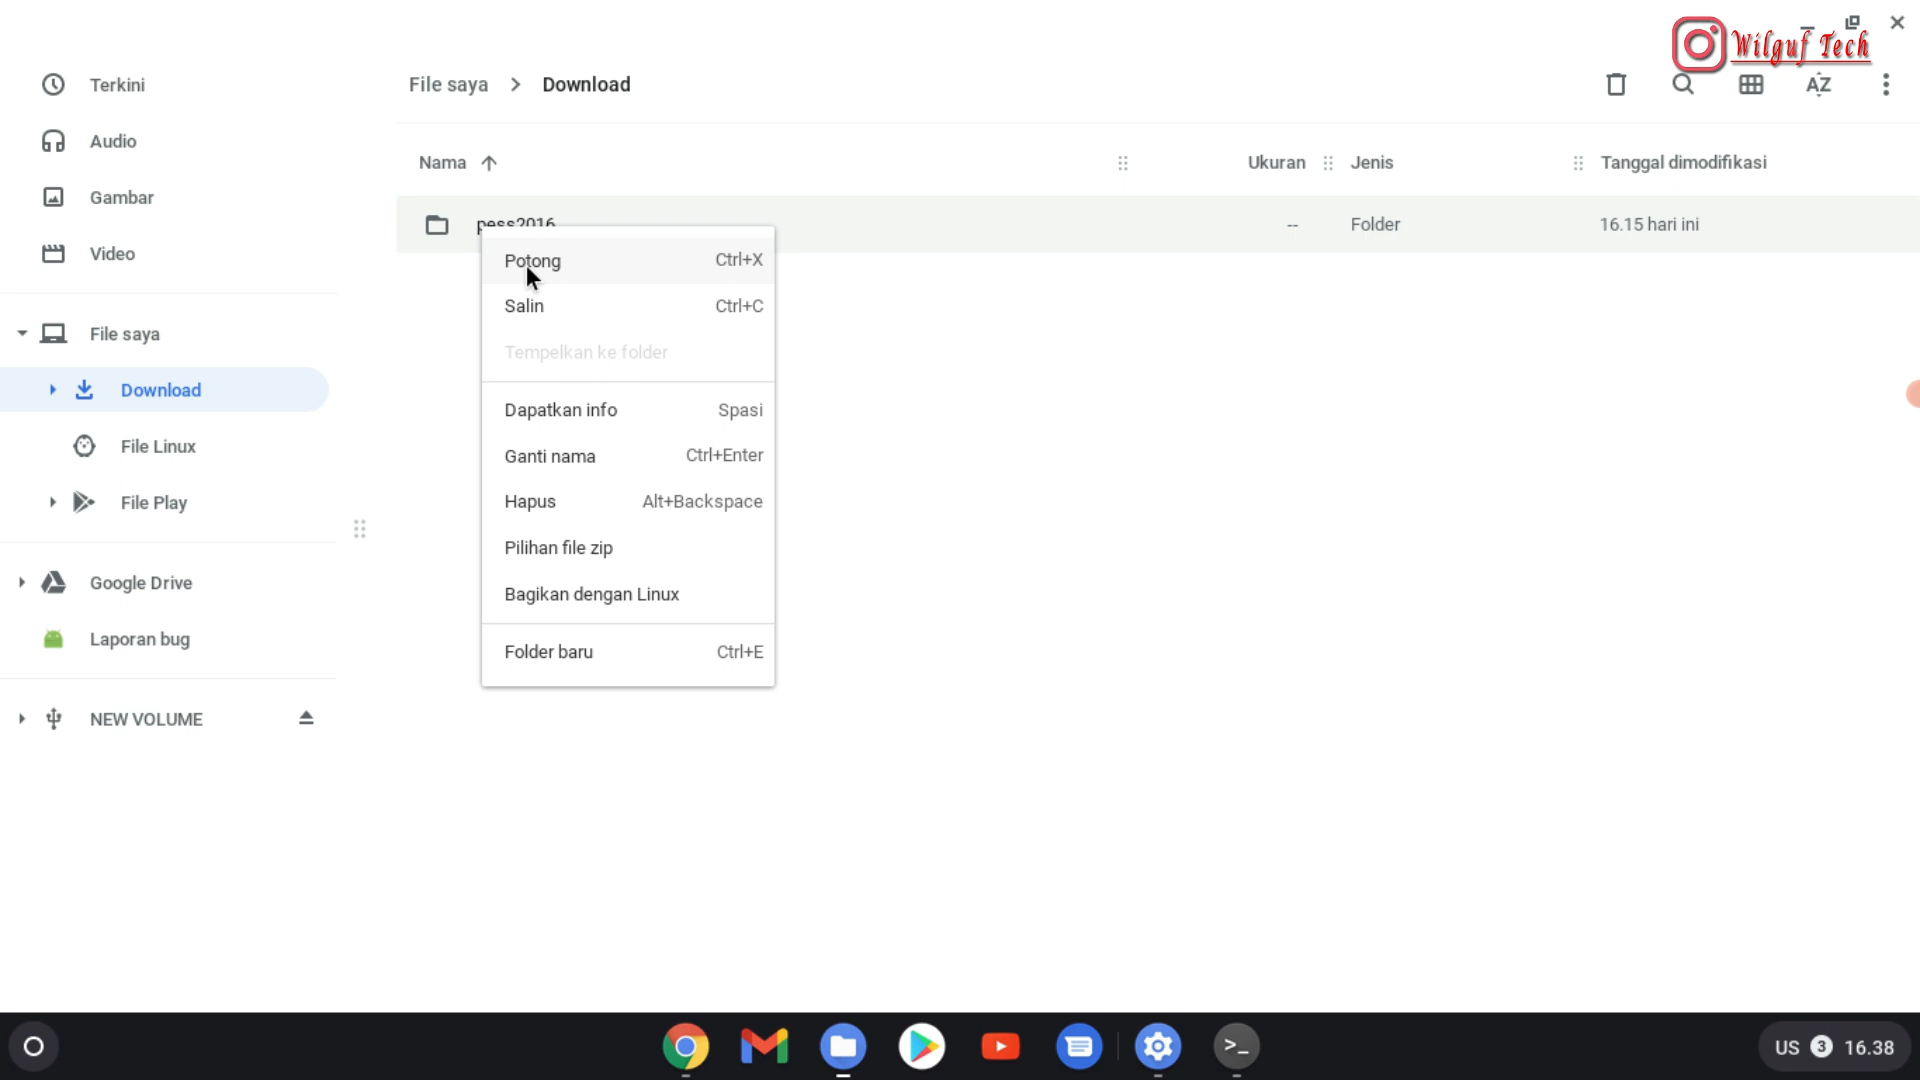 Wilguf Tech
Terkini
Audio
Gambar
Video
File saya
Download
File Linux
File Play
Google Drive
Laporan bug
NEW VOLUME
File saya > Download
AZ
Nama Ukuran Jenis Tanggal dimodifikasi
pess2016 -- Folder 16.15 hari ini
Potong Ctrl+X
Salin Ctrl+C
Tempelkan ke folder
Dapatkan info Spasi
Ganti nama Ctrl+Enter
Hapus Alt+Backspace
Pilihan file zip
Bagikan dengan Linux
Folder baru Ctrl+E
US 3 16.38